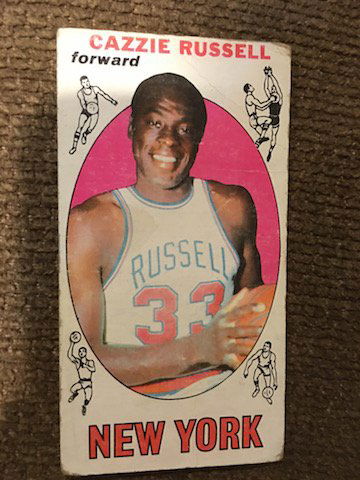 CAZZIE RUSSELL
forward
RUSSELL
33
NEW YORK